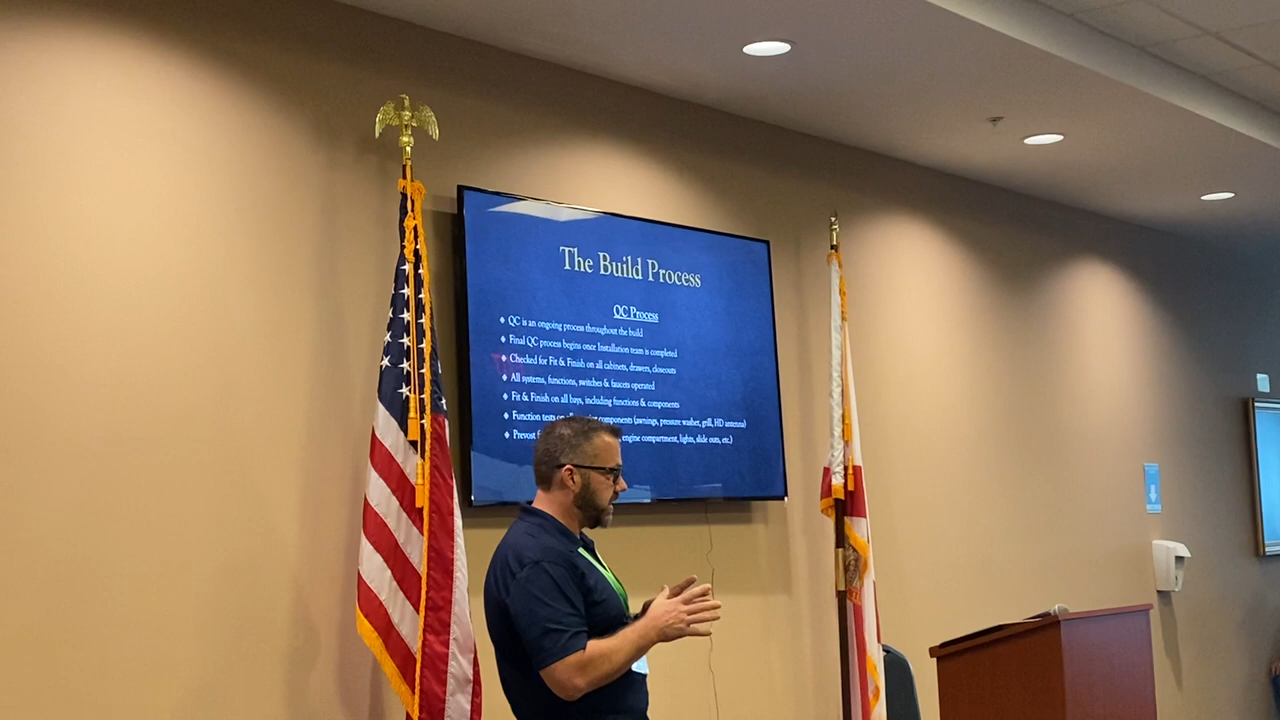 The Build Process
QC Process
◆ QC is an ongoing process throughout the build
◆ Final QC process begins once Installation team is completed
◆ Checked for Fit & Finish on all cabinets, drawers, closeouts
◆ All systems, functions, switches & faucets operated
◆ Fit & Finish on all bays, including functions & components
◆ Function tests components (awnings, pressure washer, grill, HD antenna)
◆ Prevost engine compartment, lights, slide outs, etc.)